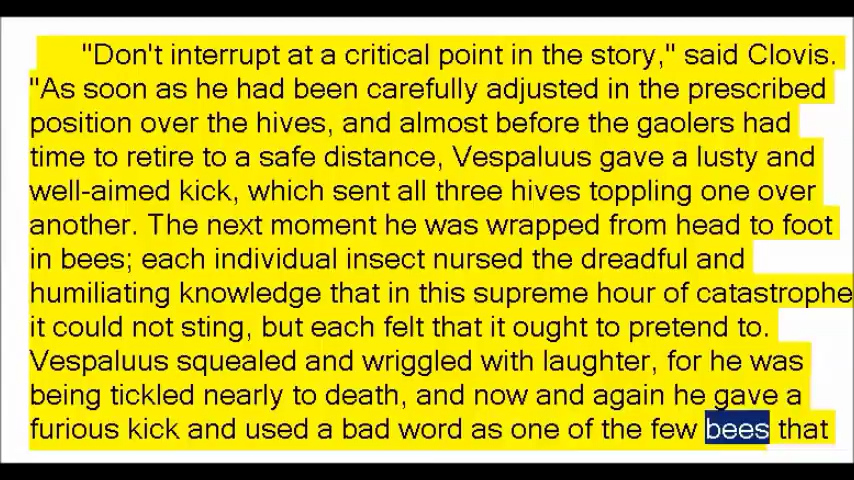 "Don't interrupt at a critical point in the story," said Clovis.
"As soon as he had been carefully adjusted in the prescribed
position over the hives, and almost before the gaolers had
time to retire to a safe distance, Vespaluus gave a lusty and
well-aimed kick, which sent all three hives toppling one over
another. The next moment he was wrapped from head to foot
in bees; each individual insect nursed the dreadful and
humiliating knowledge that in this supreme hour of catastrophe
it could not sting, but each felt that it ought to pretend to.
Vespaluus squealed and wriggled with laughter, for he was
being tickled nearly to death, and now and again he gave a
furious kick and used a bad word as one of the few bees that